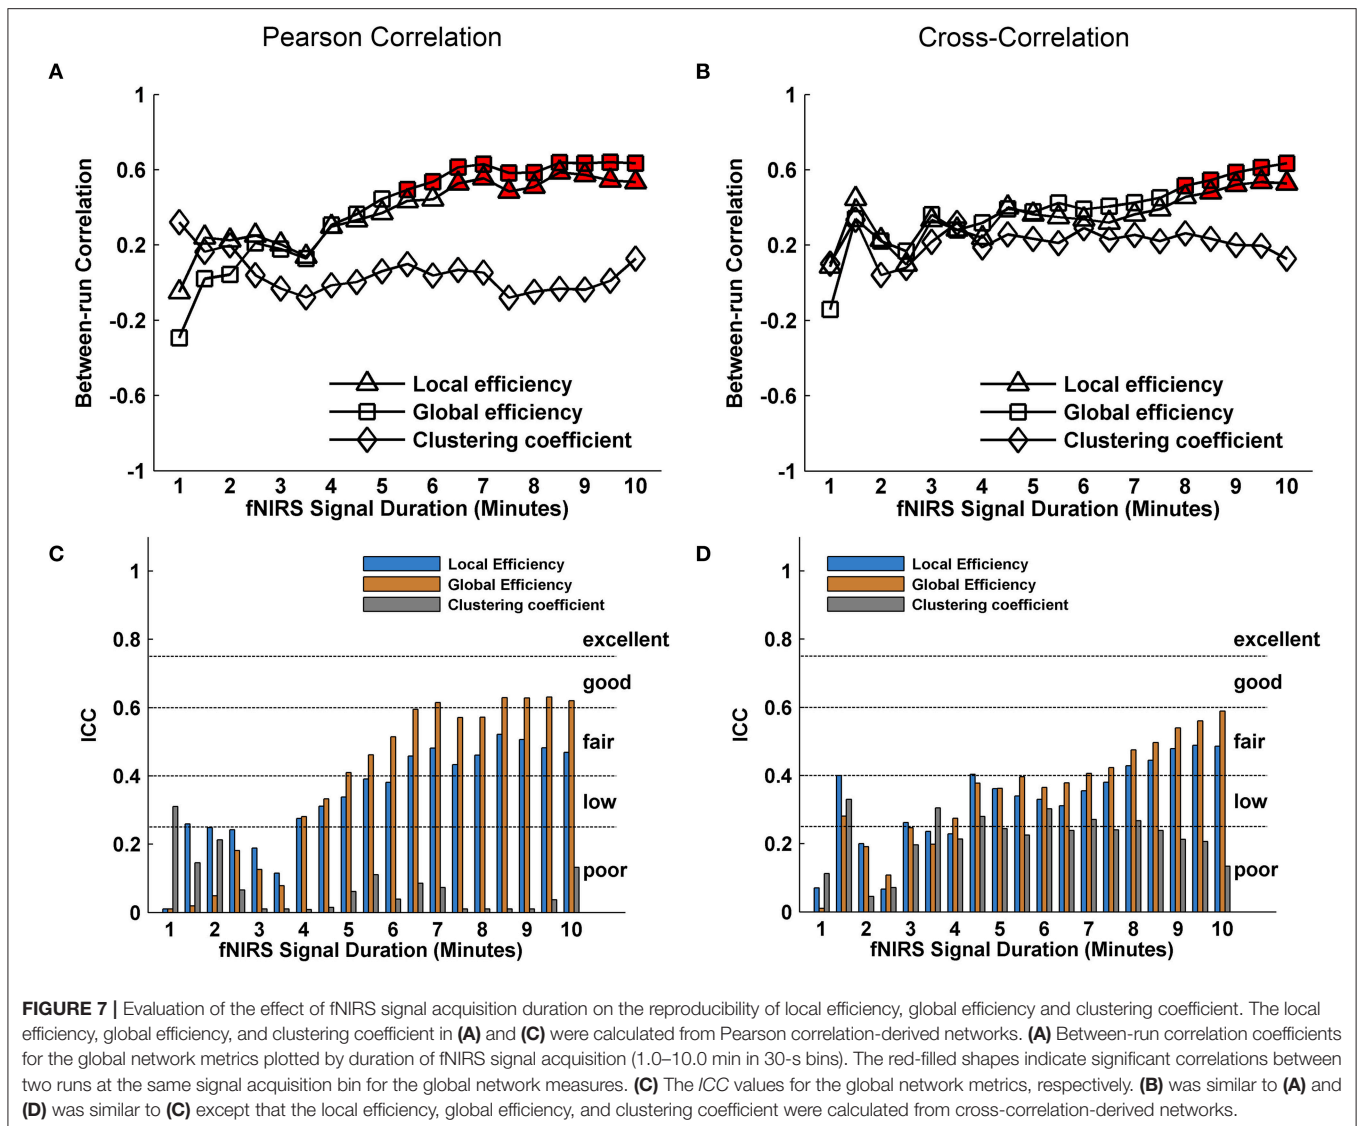 Pearson Correlation
Cross-Correlation
A
1
0.6
0.2
-0.2
-0.6
-1
Between-run Correlation
Local efficiency
Global efficiency
Clustering coefficient
1 2 3 4 5 6 7 8 9 10
fNIRS Signal Duration (Minutes)
B
1
0.6
0.2
-0.2
-0.6
-1
Between-run Correlation
Local efficiency
Global efficiency
Clustering coefficient
1 2 3 4 5 6 7 8 9 10
fNIRS Signal Duration (Minutes)
C
Local Efficiency
Global Efficiency
Clustering coefficient
1
0.8
0.6
0.4
0.2
0
ICC
excellent
good
fair
low
poor
1 2 3 4 5 6 7 8 9 10
fNIRS Signal Duration (Minutes)
D
Local Efficiency
Global Efficiency
Clustering coefficient
1
0.8
0.6
0.4
0.2
0
ICC
excellent
good
fair
low
poor
1 2 3 4 5 6 7 8 9 10
fNIRS Signal Duration (Minutes)
FIGURE 7 | Evaluation of the effect of fNIRS signal acquisition duration on the reproducibility of local efficiency, global efficiency and clustering coefficient. The local
efficiency, global efficiency, and clustering coefficient in (A) and (C) were calculated from Pearson correlation-derived networks. (A) Between-run correlation coefficients
for the global network metrics plotted by duration of fNIRS signal acquisition (1.0–10.0 min in 30-s bins). The red-filled shapes indicate significant correlations between
two runs at the same signal acquisition bin for the global network measures. (C) The ICC values for the global network metrics, respectively. (B) was similar to (A) and
(D) was similar to (C) except that the local efficiency, global efficiency, and clustering coefficient were calculated from cross-correlation-derived networks.